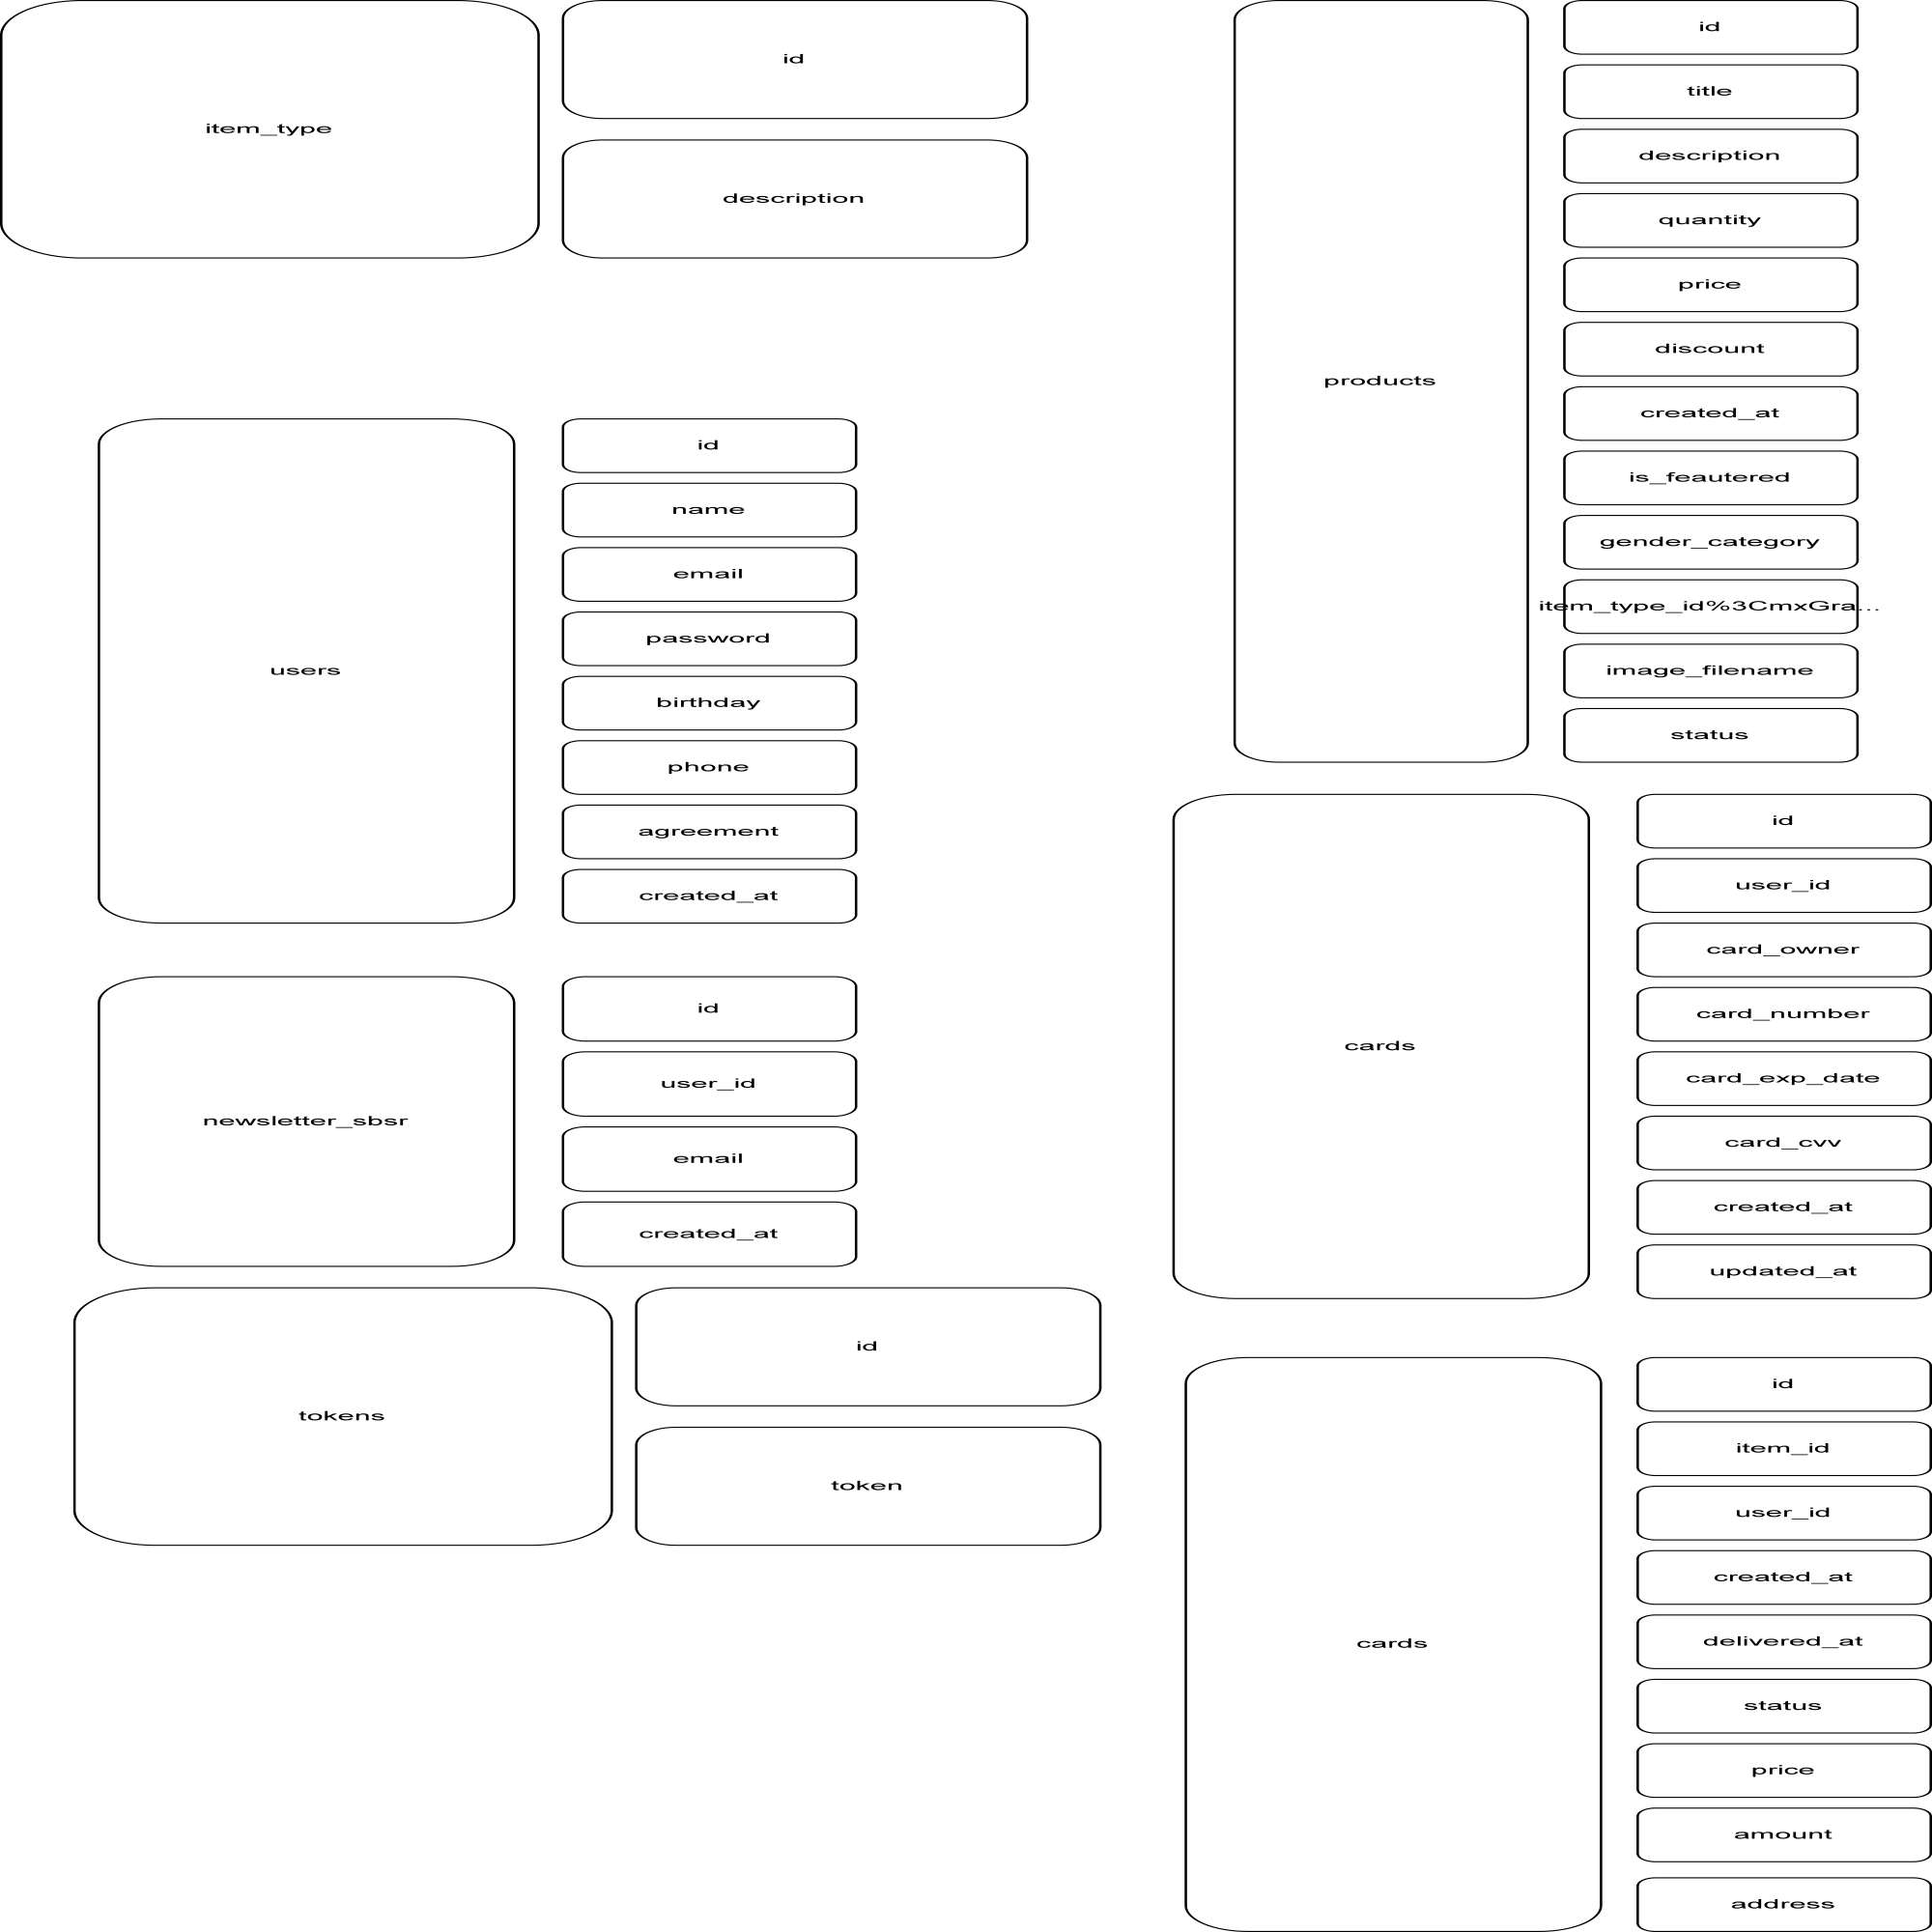 item_type
id
description
users
id
name
email
password
birthday
phone
agreement
created_at
newsletter_sbsr
id
user_id
email
created_at
tokens
id
token
products
id
title
description
quantity
price
discount
created_at
is_feautered
gender_category
item_type_id%3CmxGra...
image_filename
status
cards
id
user_id
card_owner
card_number
card_exp_date
card_cvv
created_at
updated_at
cards
id
item_id
user_id
created_at
delivered_at
status
price
amount
address